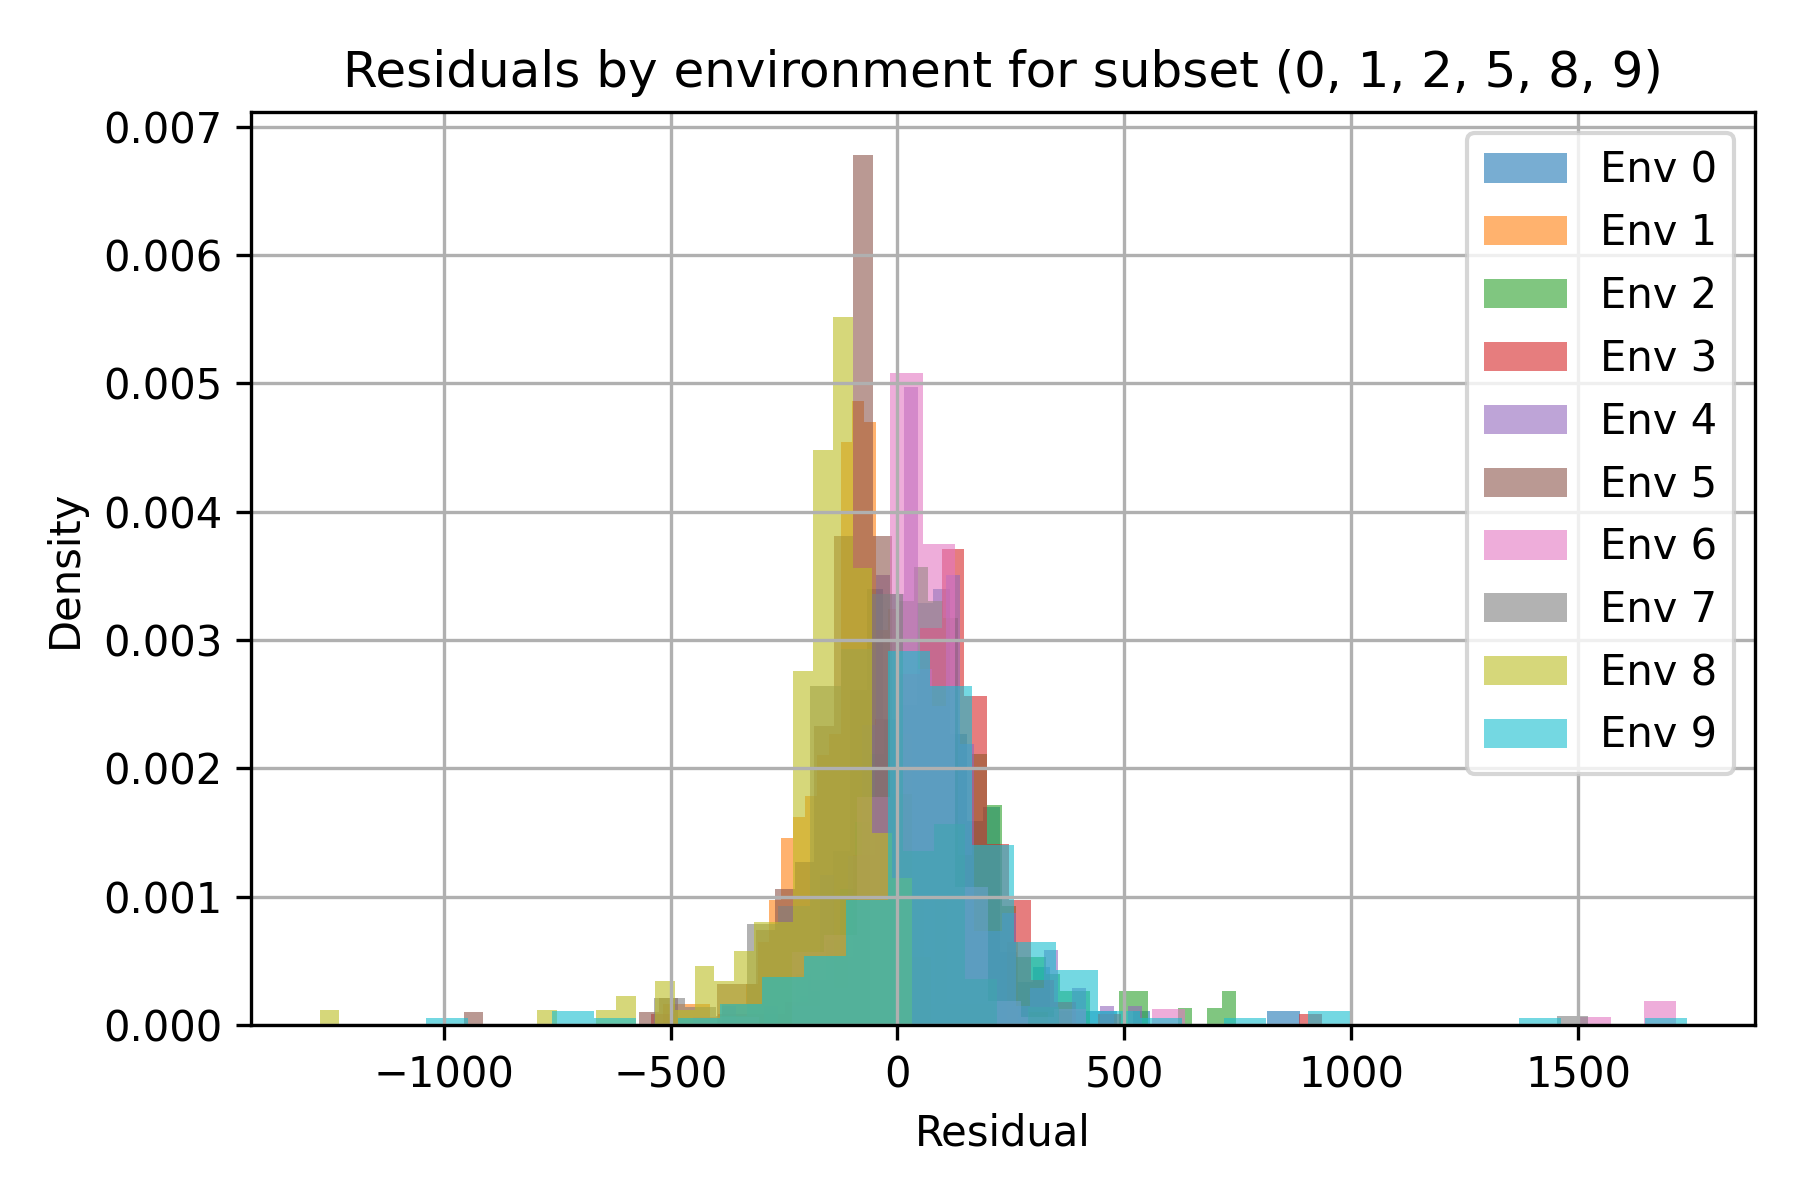 Residuals by environment for subset (0, 1, 2, 5, 8, 9)
0.007
0.006
0.005
0.004
0.003
0.002
0.001
0.000
Density
−1000
−500
0
500
1000
1500
Residual
Env 0
Env 1
Env 2
Env 3
Env 4
Env 5
Env 6
Env 7
Env 8
Env 9